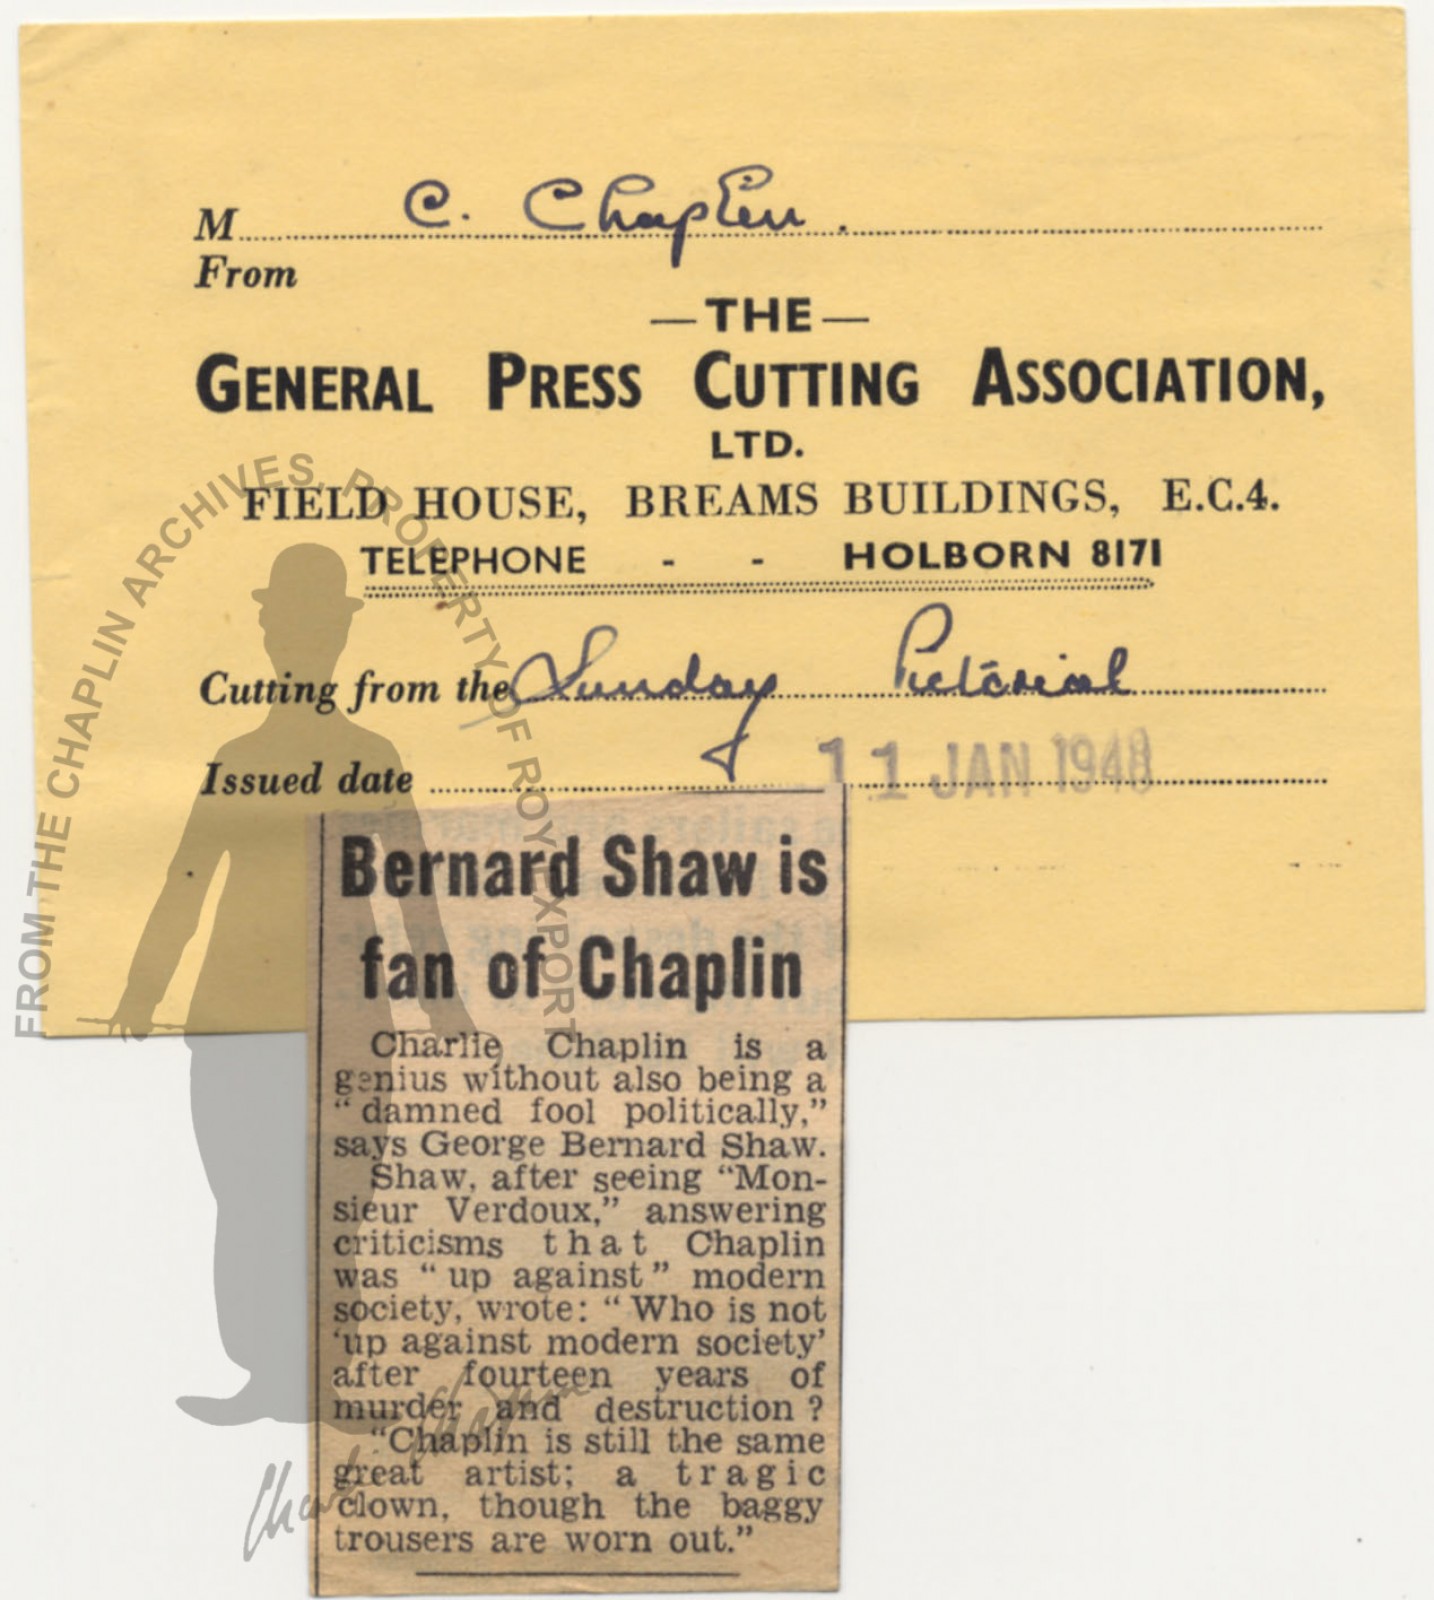 M C. Chaplin.
From
—THE—
GENERAL PRESS CUTTING ASSOCIATION,
LTD.
FIELD HOUSE, BREAMS BUILDINGS, E.C.4.
TELEPHONE - - HOLBORN 8171
Cutting from the Sunday Pictorial
Issued date 11 JAN 1948
Bernard Shaw is
fan of Chaplin
Charlie Chaplin is a
genius without also being a
“damned fool politically,”
says George Bernard Shaw.
Shaw, after seeing “Mon-
sieur Verdoux,” answering
criticisms that Chaplin
was “up against” modern
society, wrote: “Who is not
‘up against modern society’
after fourteen years of
murder and destruction?
“Chaplin is still the same
great artist; a tragic
clown, though the baggy
trousers are worn out.”
FROM THE CHAPLIN ARCHIVES, PROPERTY OF ROY EXPORT
Charlie Chaplin